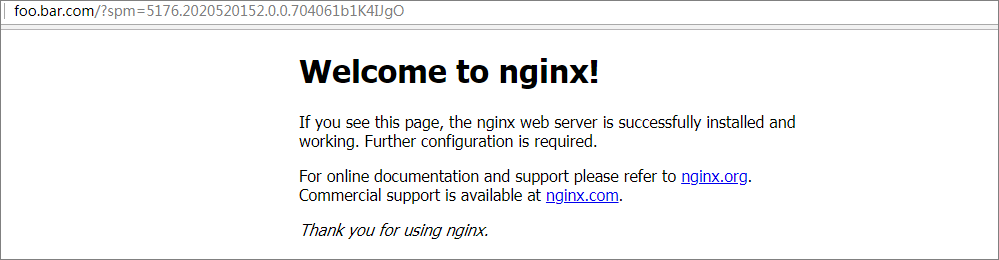 foo.bar.com/?spm=5176.2020520152.0.0.704061b1K4IJgO
Welcome to nginx!
If you see this page, the nginx web server is successfully installed and
working. Further configuration is required.
For online documentation and support please refer to nginx.org.
Commercial support is available at nginx.com.
Thank you for using nginx.